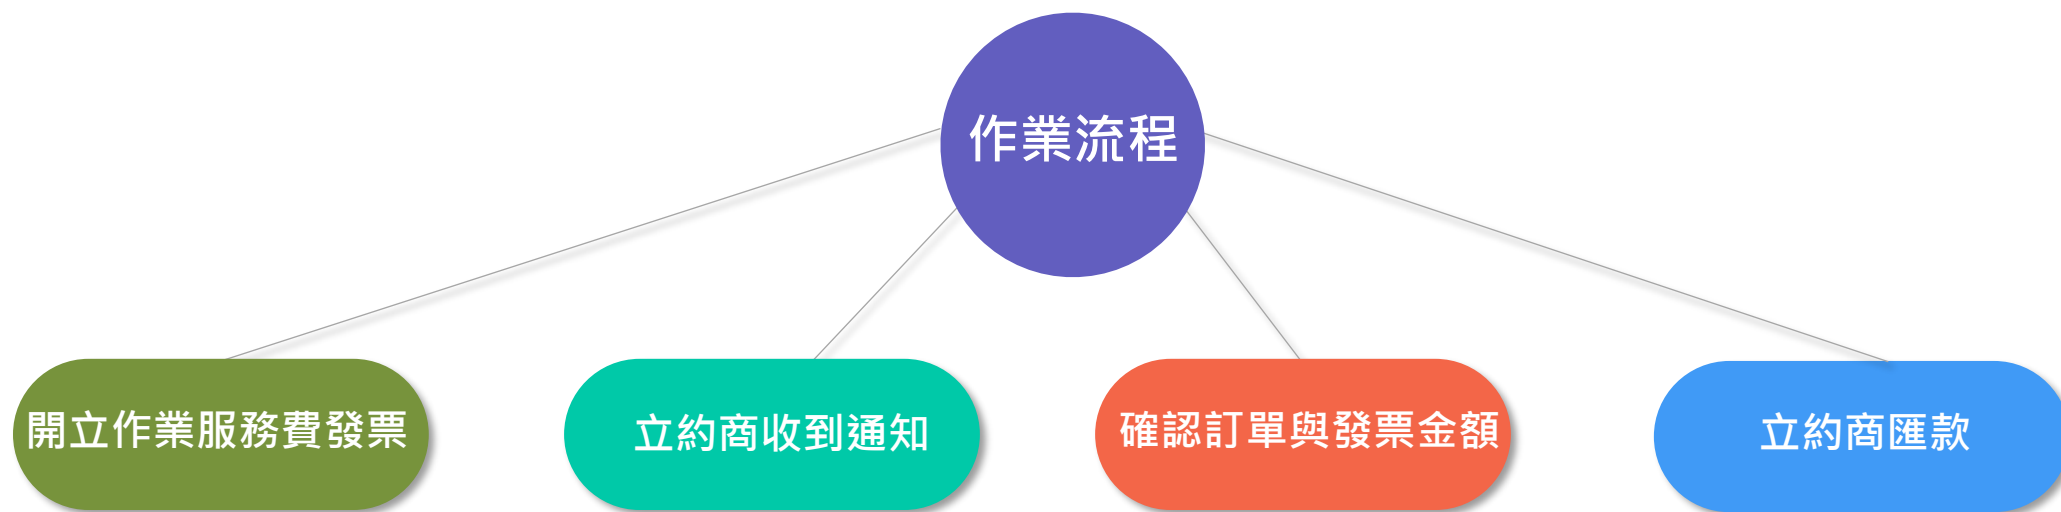 作業流程
開立作業服務費發票
立約商收到通知
確認訂單與發票金額
立約商匯款